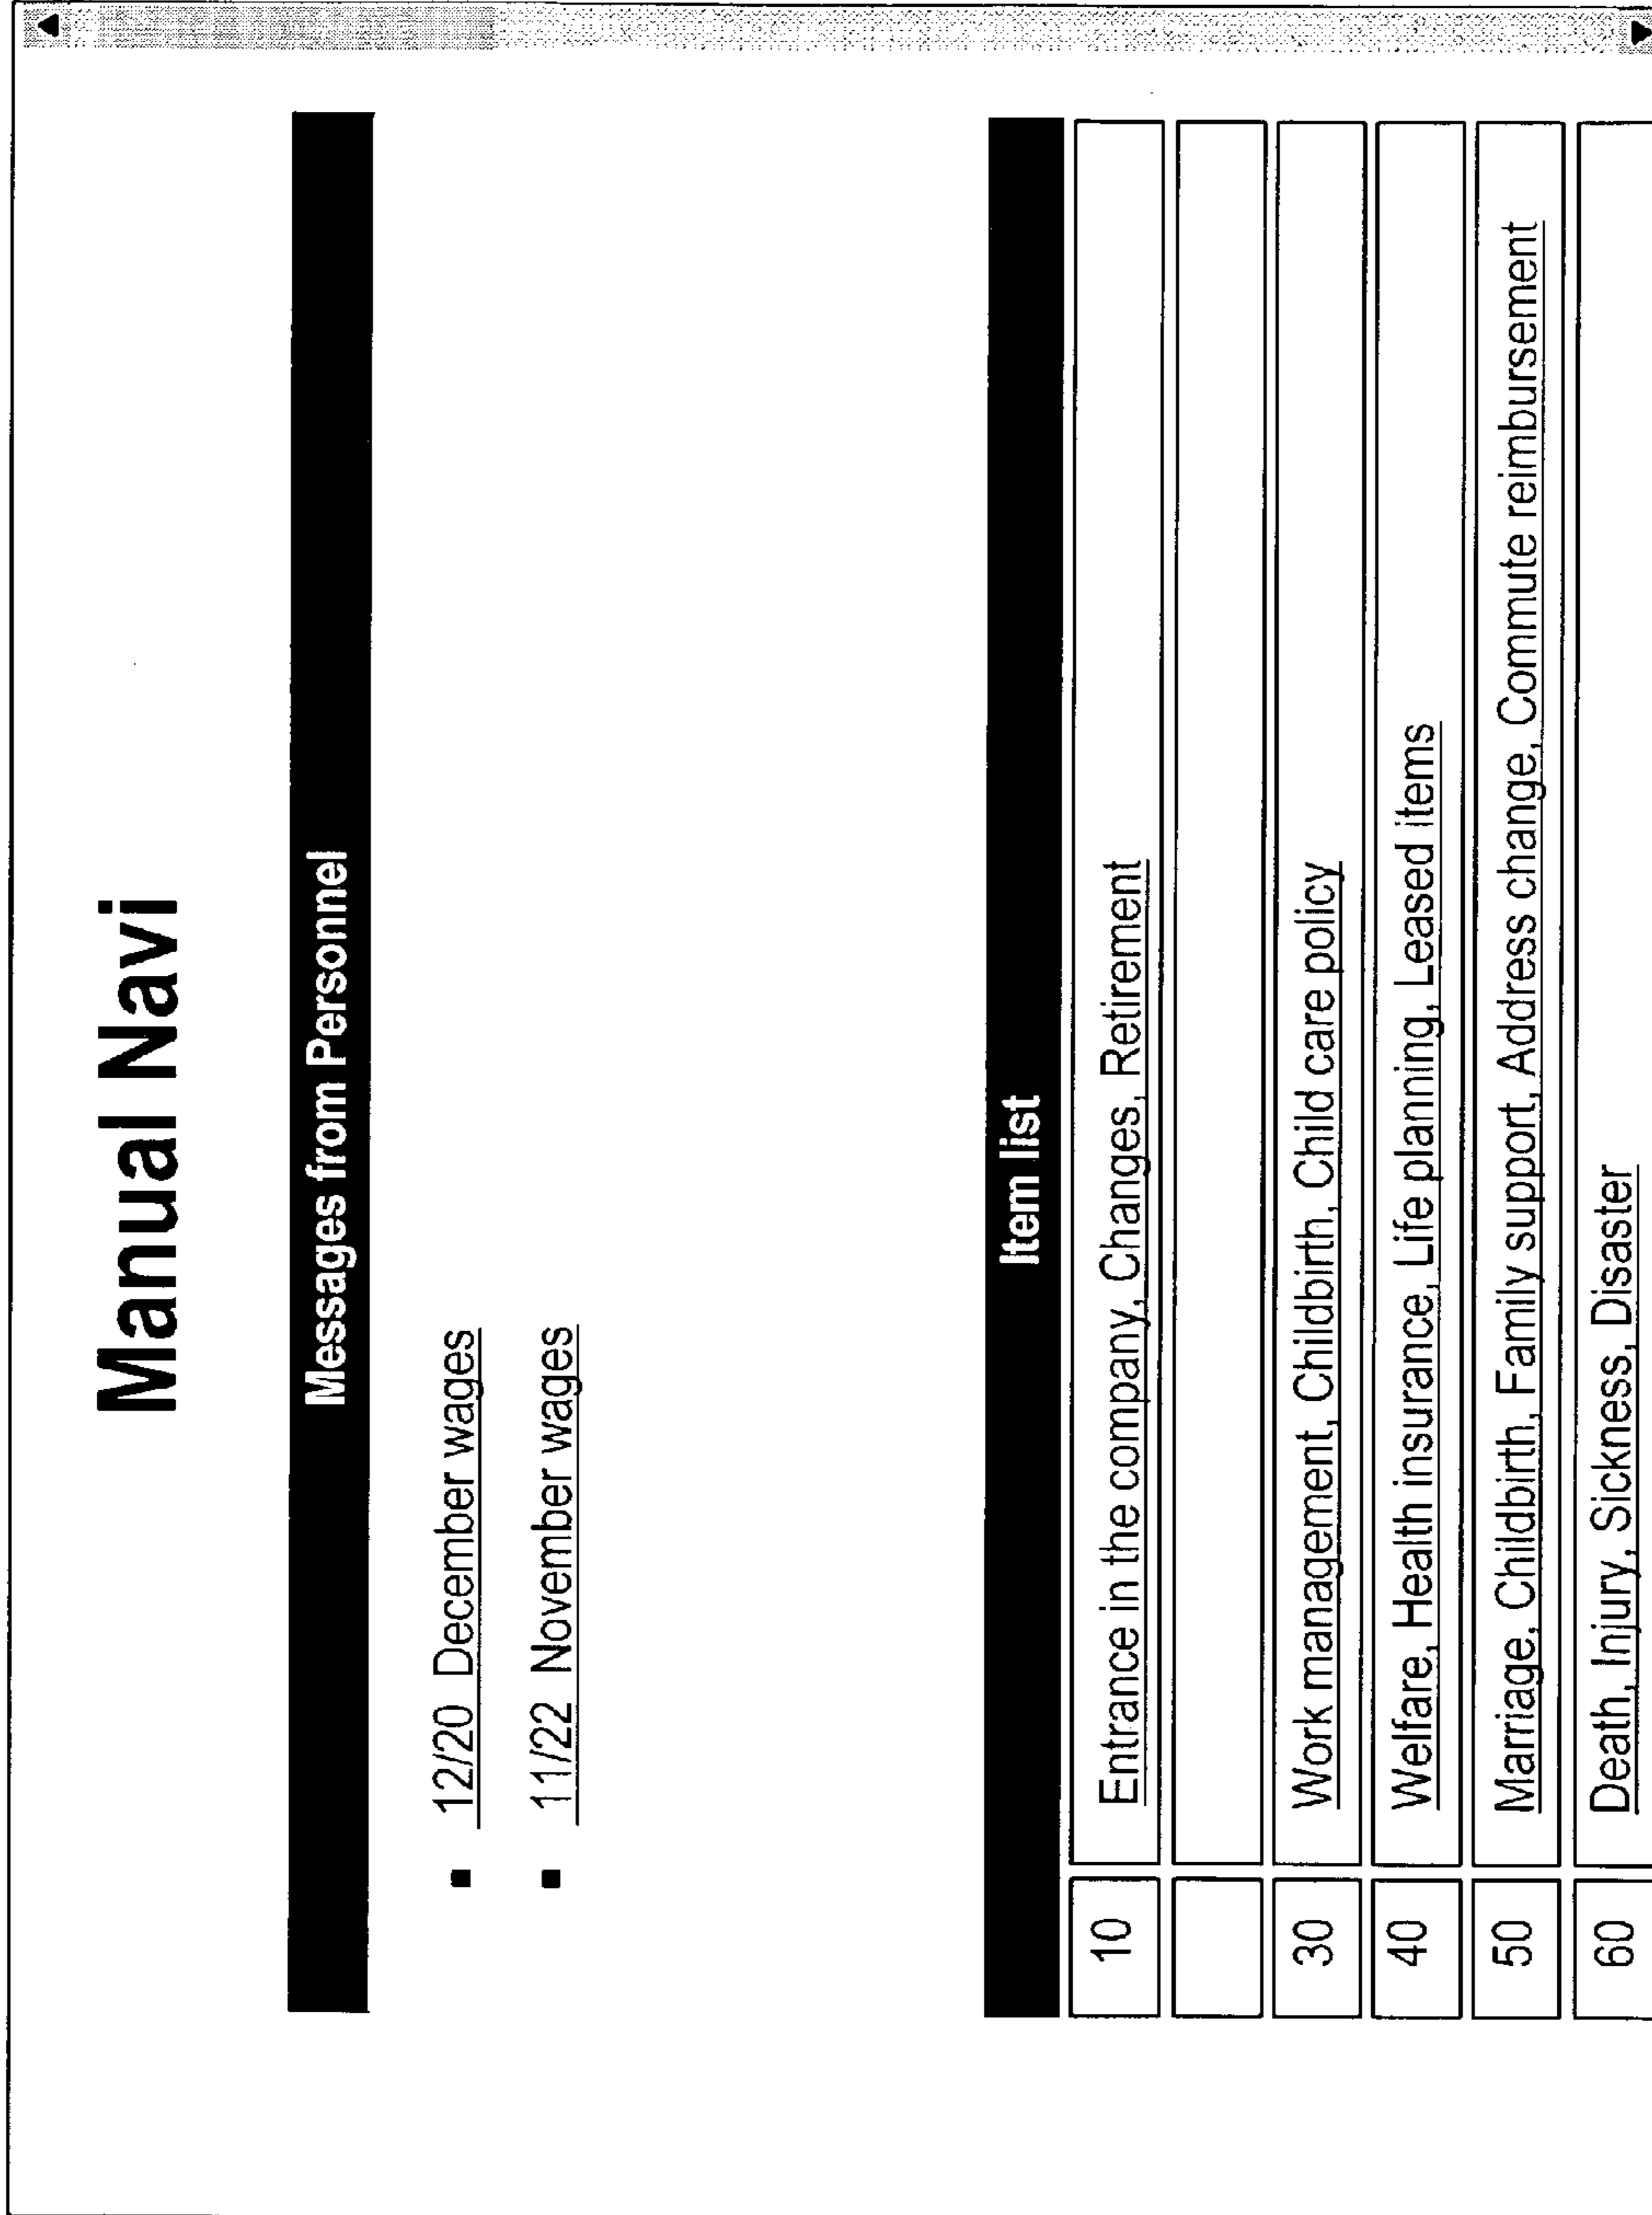 Manual Navi
Messages from Personnel
▪ 12/20 December wages
▪ 11/22 November wages
Item list
10 Entrance in the company, Changes, Retirement
30 Work management, Childbirth, Child care policy
40 Welfare, Health insurance, Life planning, Leased items
50 Marriage, Childbirth, Family support, Address change, Commute reimbursement
60 Death, Injury, Sickness, Disaster